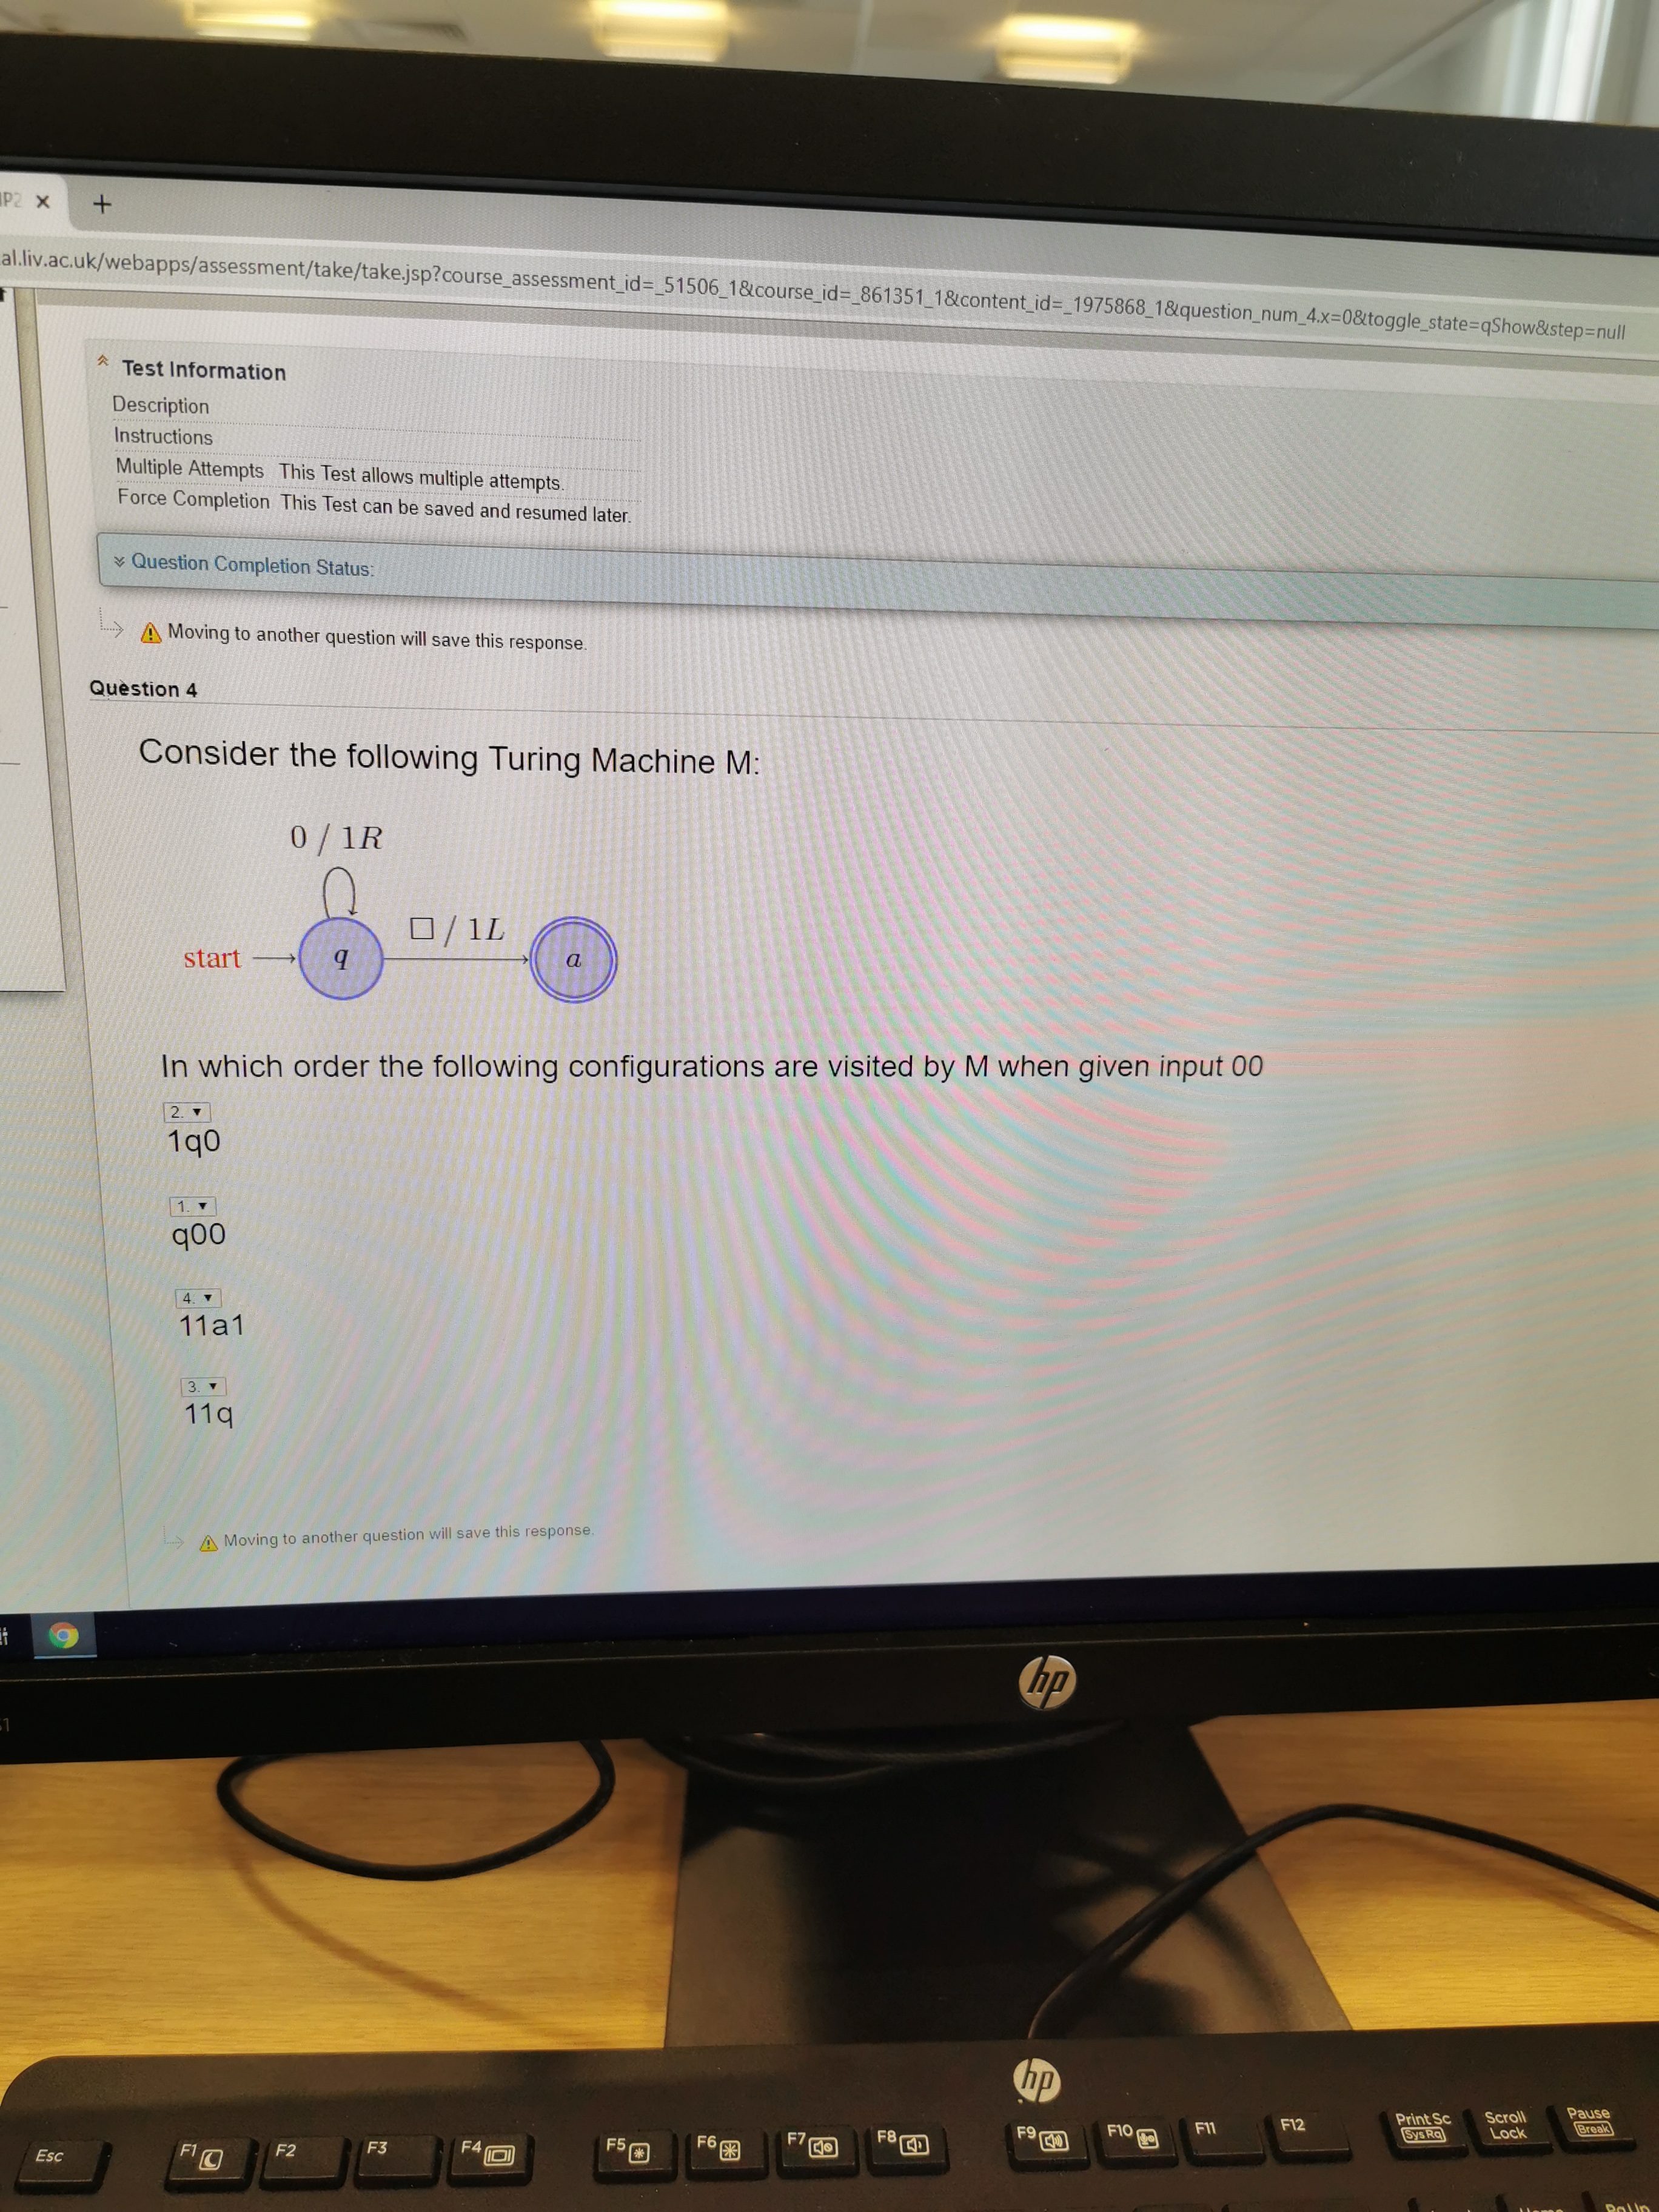 +
al.liv.ac.uk/webapps/assessment/take/take.jsp?course_assessment_id=_51506_1&course_id=_861351_1&content_id=_1975868_1&question_num_4.x=0&toggle_state=qShow&step=null
Test Information
Description
Instructions
Multiple Attempts This Test allows multiple attempts.
Force Completion This Test can be saved and resumed later.
Question Completion Status:
Moving to another question will save this response.
Question 4
Consider the following Turing Machine M:
0 / 1R
□ / 1L
start q a
In which order the following configurations are visited by M when given input 00
2.
1q0
1.
q00
4.
11a1
3.
11q
Moving to another question will save this response.
hp
hp
Esc F1 F2 F3 F4 F5 F6 F7 F8 F9 F10 F11 F12 Print Sc SysRq Scroll Lock Pause Break